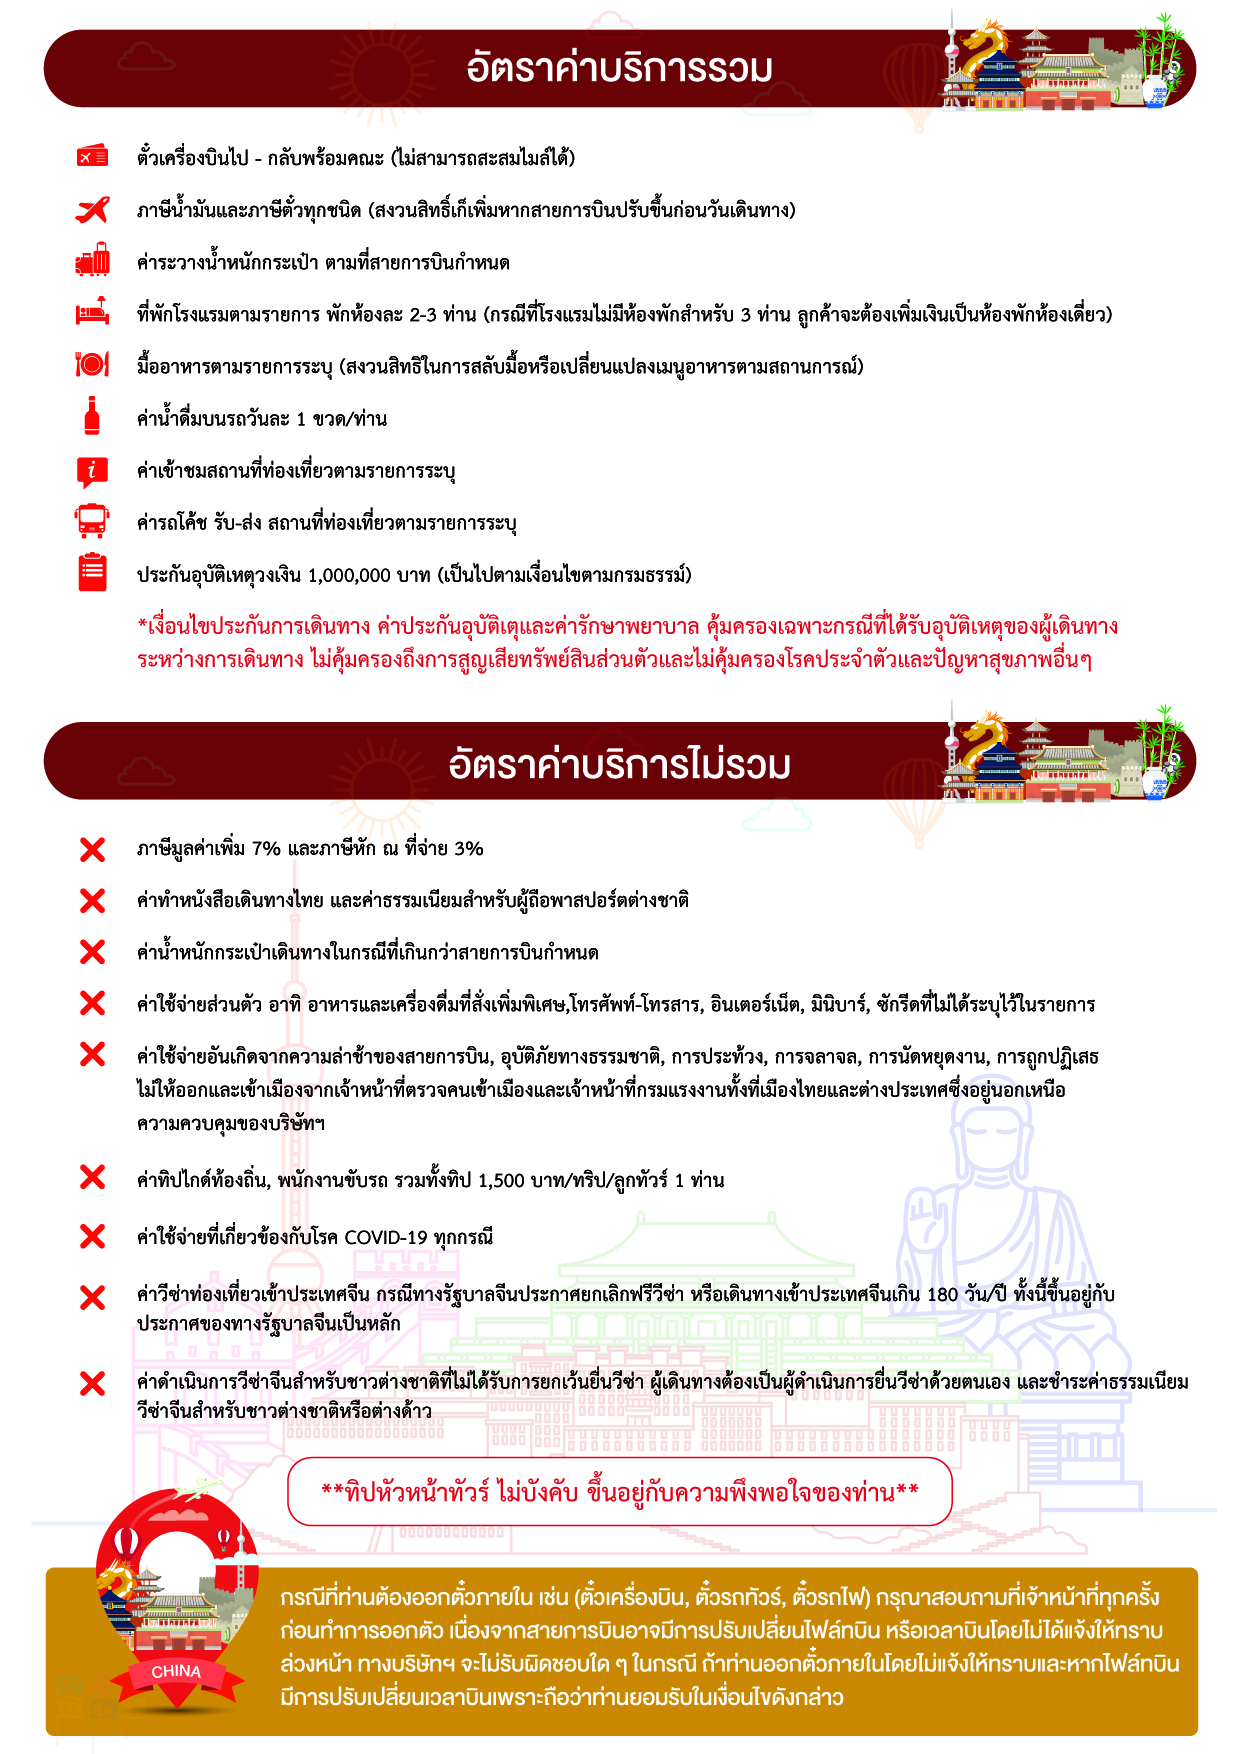 อัตราค่าบริการรวม
ตั๋วเครื่องบินไป - กลับพร้อมคณะ (ไม่สามารถสะสมไมล์ได้)
ภาษีน้ำมันและภาษีตั๋วทุกชนิด (สงวนสิทธิ์เก็เพิ่มหากสายการบินปรับขึ้นก่อนวันเดินทาง)
ค่าระวางน้ำหนักกระเป๋า ตามที่สายการบินกำหนด
ที่พักโรงแรมตามรายการ พักห้องละ 2-3 ท่าน (กรณีที่โรงแรมไม่มีห้องพักสำหรับ 3 ท่าน ลูกค้าจะต้องเพิ่มเงินเป็นห้องพักห้องเดี่ยว)
มื้ออาหารตามรายการระบุ (สงวนสิทธิในการสลับมื้อหรือเปลี่ยนแปลงเมนูอาหารตามสถานการณ์)
ค่าน้ำดื่มบนรถวันละ 1 ขวด/ท่าน
ค่าเข้าชมสถานที่ท่องเที่ยวตามรายการระบุ
ค่ารถโค้ช รับ-ส่ง สถานที่ท่องเที่ยวตามรายการระบุ
ประกันอุบัติเหตุวงเงิน 1,000,000 บาท (เป็นไปตามเงื่อนไขตามกรมธรรม์)
*เงื่อนไขประกันการเดินทาง ค่าประกันอุบัติเตุและค่ารักษาพยาบาล คุ้มครองเฉพาะกรณีที่ได้รับอุบัติเหตุของผู้เดินทาง
ระหว่างการเดินทาง ไม่คุ้มครองถึงการสูญเสียทรัพย์สินส่วนตัวและไม่คุ้มครองโรคประจำตัวและปัญหาสุขภาพอื่นๆ
อัตราค่าบริการไม่รวม
ภาษีมูลค่าเพิ่ม 7% และภาษีหัก ณ ที่จ่าย 3%
ค่าทำหนังสือเดินทางไทย และค่าธรรมเนียมสำหรับผู้ถือพาสปอร์ตต่างชาติ
ค่าน้ำหนักกระเป๋าเดินทางในกรณีที่เกินกว่าสายการบินกำหนด
ค่าใช้จ่ายส่วนตัว อาทิ อาหารและเครื่องดื่มที่สั่งเพิ่มพิเศษ,โทรศัพท์-โทรสาร, อินเตอร์เน็ต, มินิบาร์, ซักรีดที่ไม่ได้ระบุไว้ในรายการ
ค่าใช้จ่ายอันเกิดจากความล่าช้าของสายการบิน, อุบัติภัยทางธรรมชาติ, การประท้วง, การจลาจล, การนัดหยุดงาน, การถูกปฏิเสธ
ไม่ให้ออกและเข้าเมืองจากเจ้าหน้าที่ตรวจคนเข้าเมืองและเจ้าหน้าที่กรมแรงงานทั้งที่เมืองไทยและต่างประเทศซึ่งอยู่นอกเหนือ
ความควบคุมของบริษัทฯ
ค่าทิปไกด์ท้องถิ่น, พนักงานขับรถ รวมทั้งทิป 1,500 บาท/ทริป/ลูกทัวร์ 1 ท่าน
ค่าใช้จ่ายที่เกี่ยวข้องกับโรค COVID-19 ทุกกรณี
ค่าวีซ่าท่องเที่ยวเข้าประเทศจีน กรณีทางรัฐบาลจีนประกาศยกเลิกฟรีวีซ่า หรือเดินทางเข้าประเทศจีนเกิน 180 วัน/ปี ทั้งนี้ขึ้นอยู่กับ
ประกาศของทางรัฐบาลจีนเป็นหลัก
ค่าดำเนินการวีซ่าจีนสำหรับชาวต่างชาติที่ไม่ได้รับการยกเว้นยื่นวีซ่า ผู้เดินทางต้องเป็นผู้ดำเนินการยื่นวีซ่าด้วยตนเอง และชำระค่าธรรมเนียม
วีซ่าจีนสำหรับชาวต่างชาติหรือต่างด้าว
**ทิปหัวหน้าทัวร์ ไม่บังคับ ขึ้นอยู่กับความพึงพอใจของท่าน**
กรณีที่ท่านต้องออกตั๋วภายใน เช่น (ตั๋วเครื่องบิน, ตั๋วรถทัวร์, ตั๋วรถไฟ) กรุณาสอบถามที่เจ้าหน้าที่ทุกครั้ง
ก่อนทำการออกตัว เนื่องจากสายการบินอาจมีการปรับเปลี่ยนไฟล์ทบิน หรือเวลาบินโดยไม่ได้แจ้งให้ทราบ
ล่วงหน้า ทางบริษัทฯ จะไม่รับผิดชอบใด ๆ ในกรณี ถ้าท่านออกตั๋วภายในโดยไม่แจ้งให้ทราบและหากไฟล์ทบิน
มีการปรับเปลี่ยนเวลาบินเพราะถือว่าท่านยอมรับในเงื่อนไขดังกล่าว
CHINA